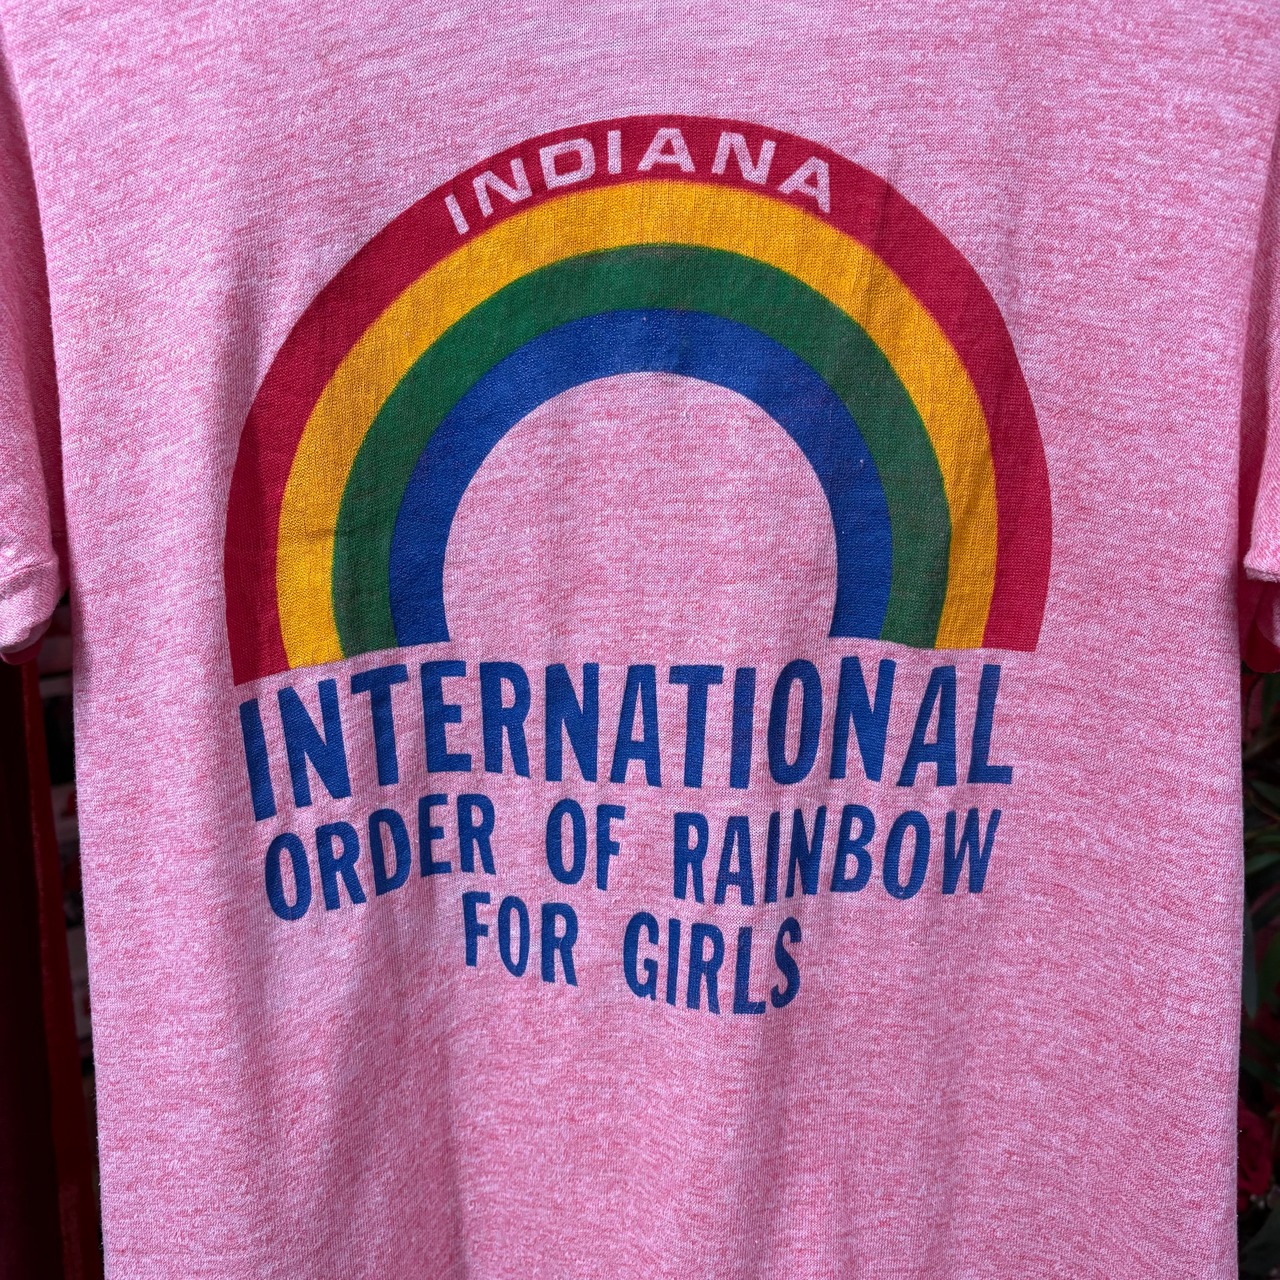 INDIANA
INTERNATIONAL
ORDER OF RAINBOW
FOR GIRLS